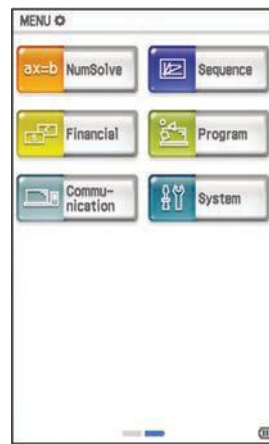 MENU
ax=b NumSolve
Sequence
Financial
Program
Commu-
nication
System